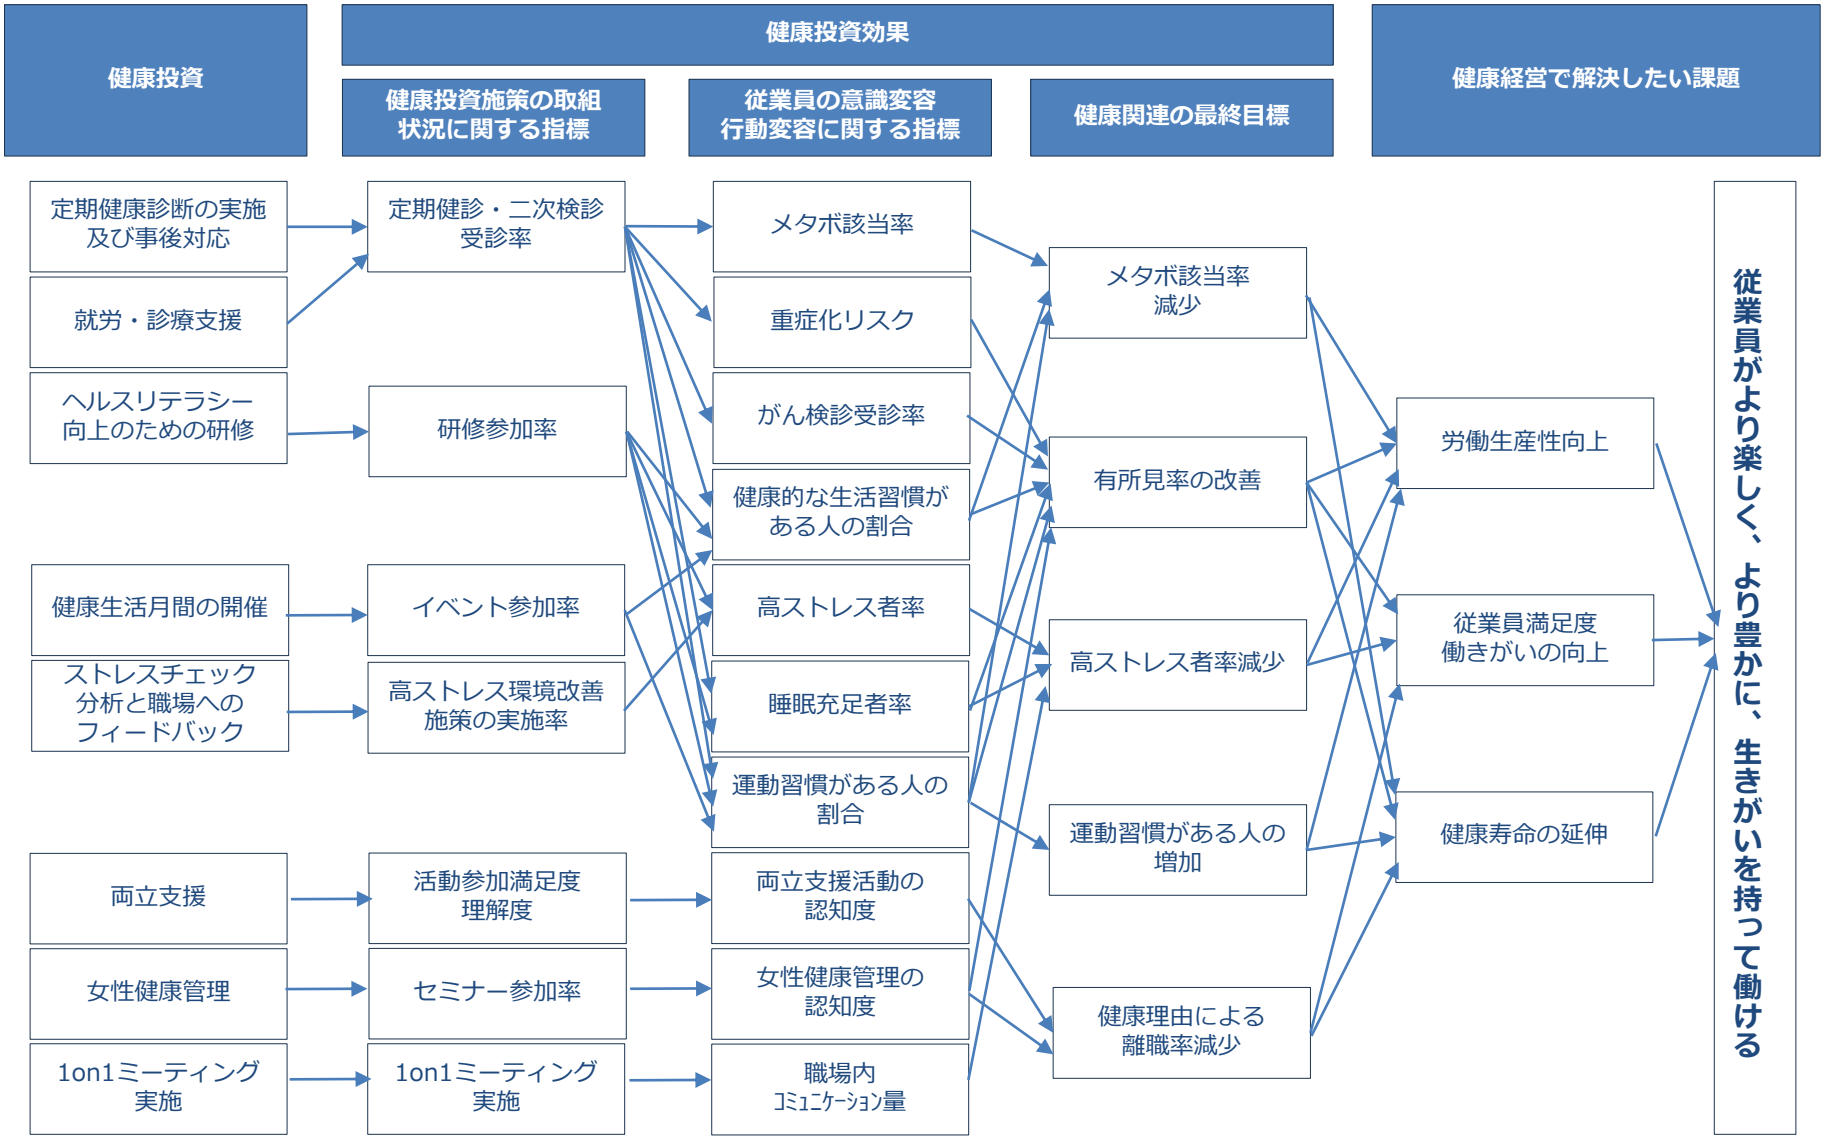 健康投資
健康投資効果
健康経営で解決したい課題
健康投資施策の取組
状況に関する指標
従業員の意識変容
行動変容に関する指標
健康関連の最終目標
定期健康診断の実施
及び事後対応
就労・診療支援
ヘルスリテラシー
向上のための研修
健康生活月間の開催
ストレスチェック
分析と職場への
フィードバック
両立支援
女性健康管理
1on1ミーティング
実施
定期健診・二次検診
受診率
研修参加率
イベント参加率
高ストレス環境改善
施策の実施率
活動参加満足度
理解度
セミナー参加率
1on1ミーティング
実施
メタボ該当率
重症化リスク
がん検診受診率
健康的な生活習慣が
ある人の割合
高ストレス者率
睡眠充足者率
運動習慣がある人の
割合
両立支援活動の
認知度
女性健康管理の
認知度
職場内
ｺﾐｭﾆｹｰｼｮﾝ量
メタボ該当率
減少
有所見率の改善
高ストレス者率減少
運動習慣がある人の
増加
健康理由による
離職率減少
労働生産性向上
従業員満足度
働きがいの向上
健康寿命の延伸
従業員がより楽しく、より豊かに、生きがいを持って働ける